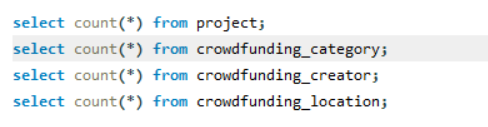 select count(*) from project;
select count(*) from crowdfunding_category;
select count(*) from crowdfunding_creator;
select count(*) from crowdfunding_location;